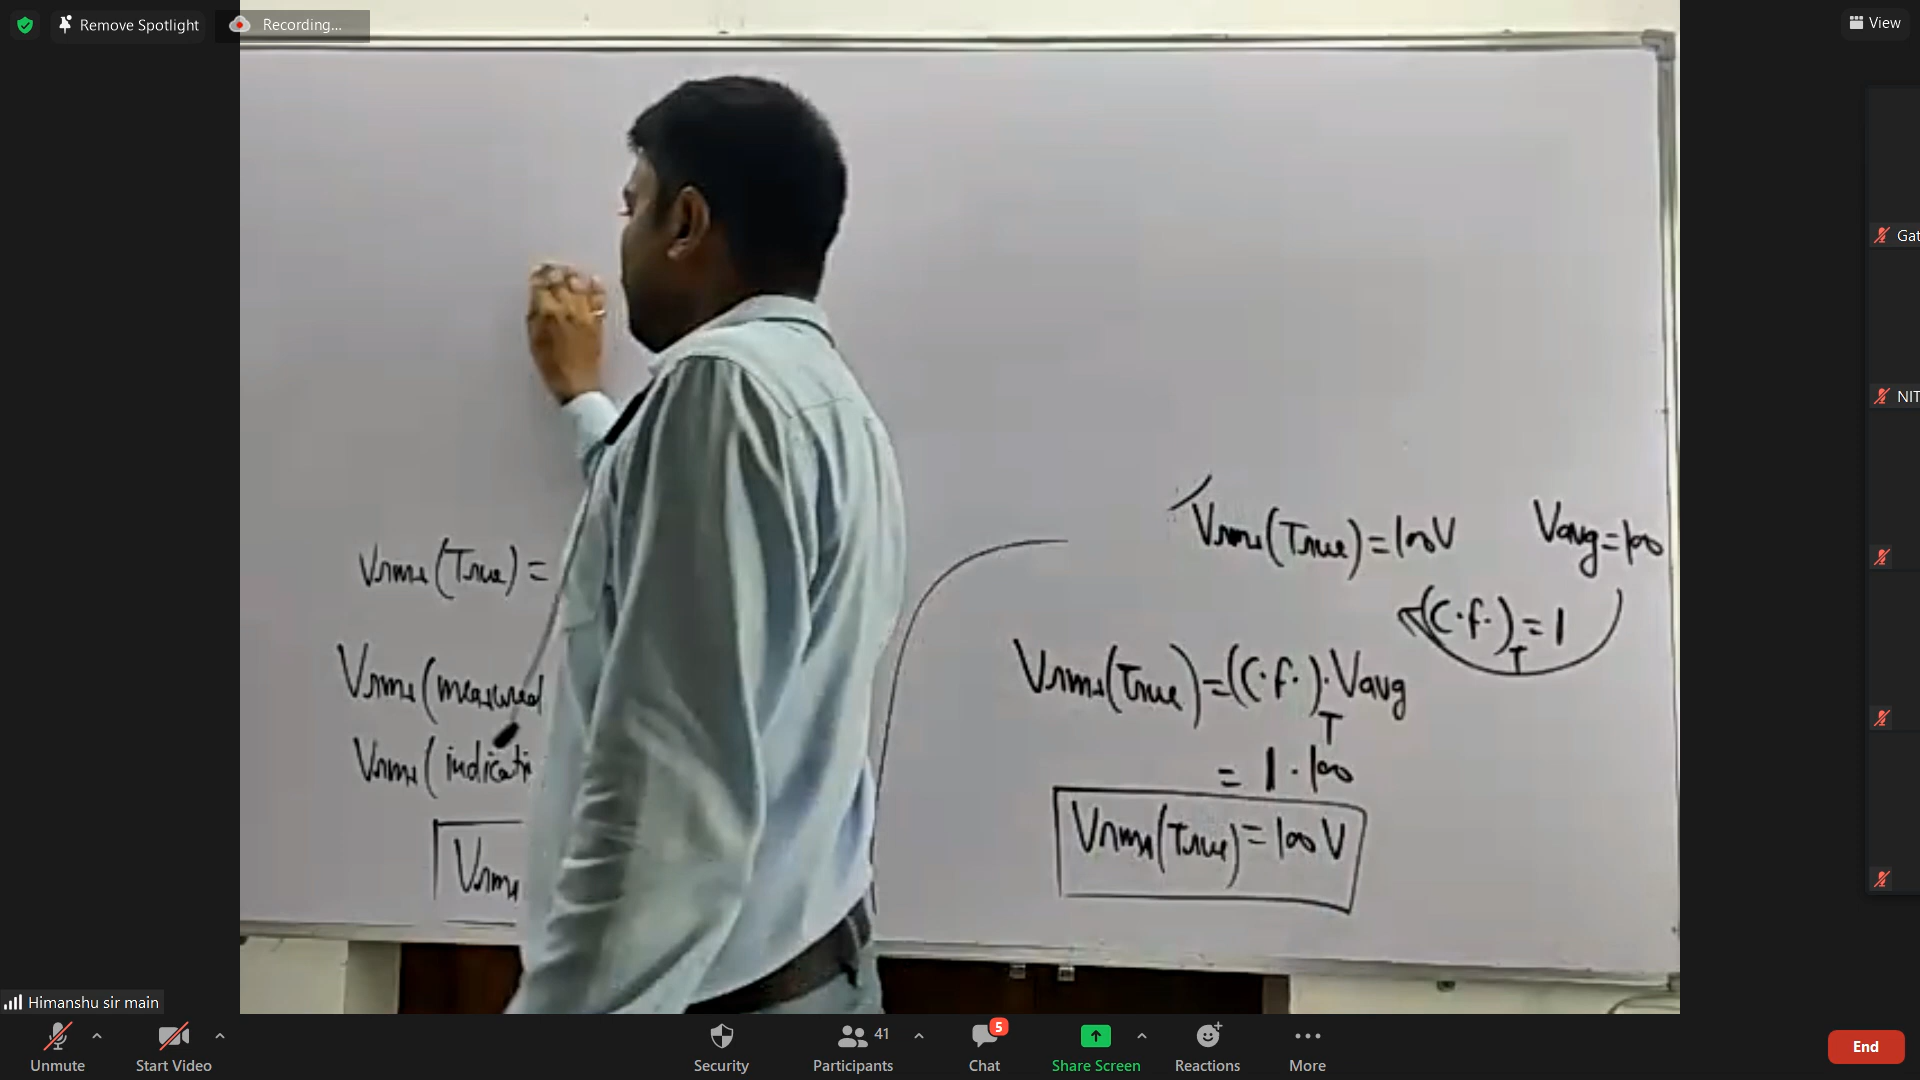 Remove Spotlight
Recording...
View
Vrms(True) =
Vrms(measured
Vrms(indicati
Vrms
Vrms(True) = 100V
Vavg = 100
(C.f.)T = 1
Vrms(True) = (C.f.)T . Vavg
= 1 . 100
Vrms(True) = 100 V
Gat
NIT
Himanshu sir main
Unmute
Start Video
Security
Participants
41
Chat
5
Share Screen
Reactions
More
End